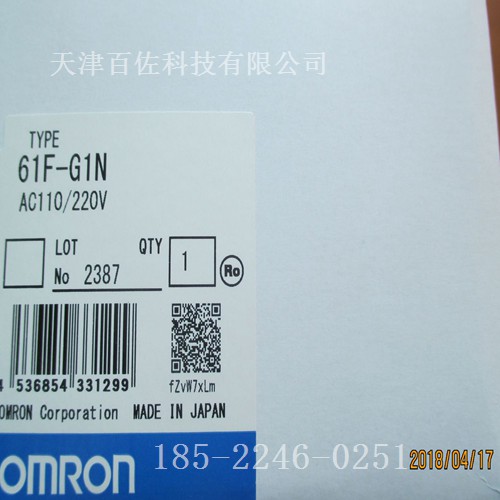 天津百佐科技有限公司
TYPE
61F-G1N
AC110/220V
LOT
No 2387
QTY
1
Ro
4 536854 331299
fZvW7xLm
OMRON Corporation MADE IN JAPAN
OMRON
185-2246-0251
2018/04/17